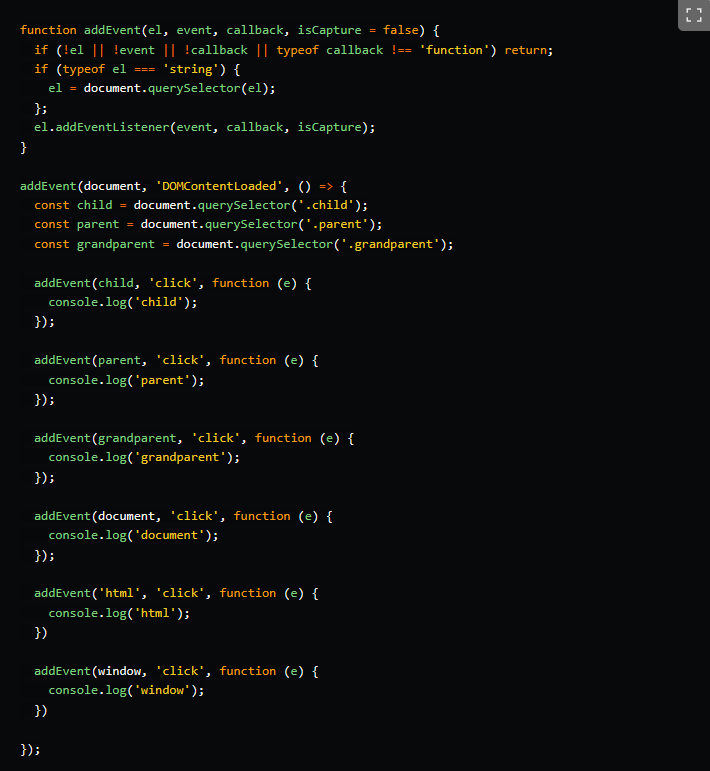 function addEvent(el, event, callback, isCapture = false) {
  if (!el || !event || !callback || typeof callback !== 'function') return;
  if (typeof el === 'string') {
    el = document.querySelector(el);
  };
  el.addEventListener(event, callback, isCapture);
}

addEvent(document, 'DOMContentLoaded', () => {
  const child = document.querySelector('.child');
  const parent = document.querySelector('.parent');
  const grandparent = document.querySelector('.grandparent');

  addEvent(child, 'click', function (e) {
    console.log('child');
  });

  addEvent(parent, 'click', function (e) {
    console.log('parent');
  });

  addEvent(grandparent, 'click', function (e) {
    console.log('grandparent');
  });

  addEvent(document, 'click', function (e) {
    console.log('document');
  });

  addEvent('html', 'click', function (e) {
    console.log('html');
  })

  addEvent(window, 'click', function (e) {
    console.log('window');
  })

});